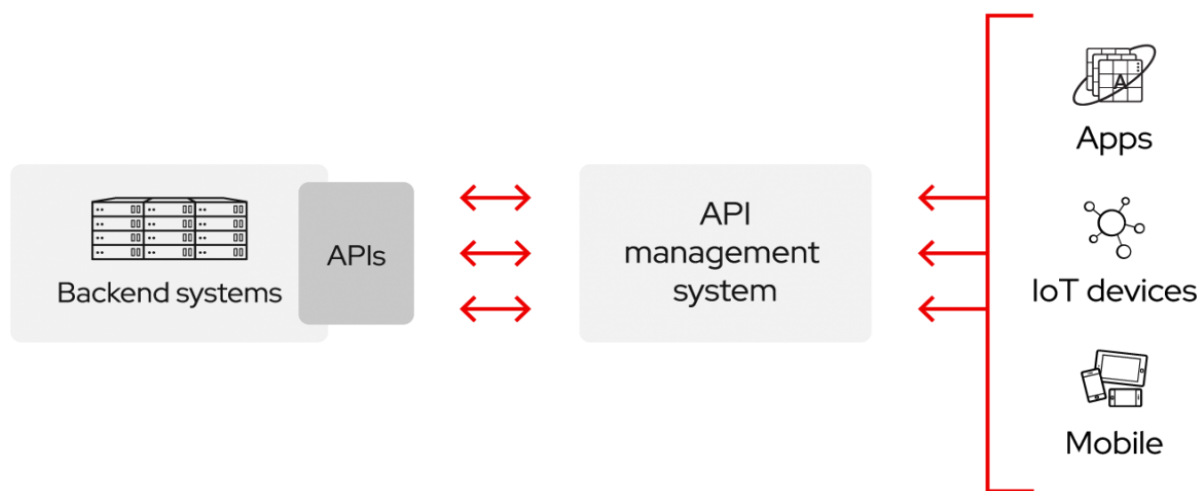 Backend systems
APIs
API
management
system
A
Apps
IoT devices
Mobile